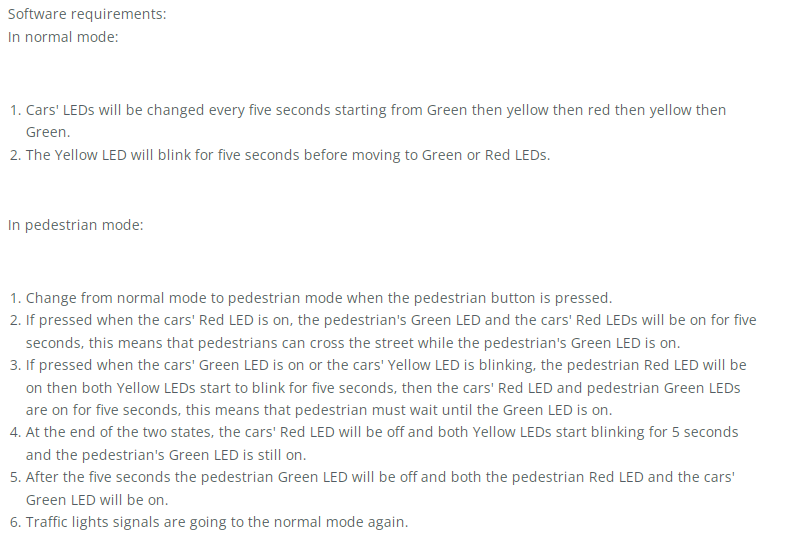 Software requirements:
In normal mode:
1. Cars' LEDs will be changed every five seconds starting from Green then yellow then red then yellow then
Green.
2. The Yellow LED will blink for five seconds before moving to Green or Red LEDs.
In pedestrian mode:
1. Change from normal mode to pedestrian mode when the pedestrian button is pressed.
2. If pressed when the cars' Red LED is on, the pedestrian's Green LED and the cars' Red LEDs will be on for five
seconds, this means that pedestrians can cross the street while the pedestrian's Green LED is on.
3. If pressed when the cars' Green LED is on or the cars' Yellow LED is blinking, the pedestrian Red LED will be
on then both Yellow LEDs start to blink for five seconds, then the cars' Red LED and pedestrian Green LEDs
are on for five seconds, this means that pedestrian must wait until the Green LED is on.
4. At the end of the two states, the cars' Red LED will be off and both Yellow LEDs start blinking for 5 seconds
and the pedestrian's Green LED is still on.
5. After the five seconds the pedestrian Green LED will be off and both the pedestrian Red LED and the cars'
Green LED will be on.
6. Traffic lights signals are going to the normal mode again.